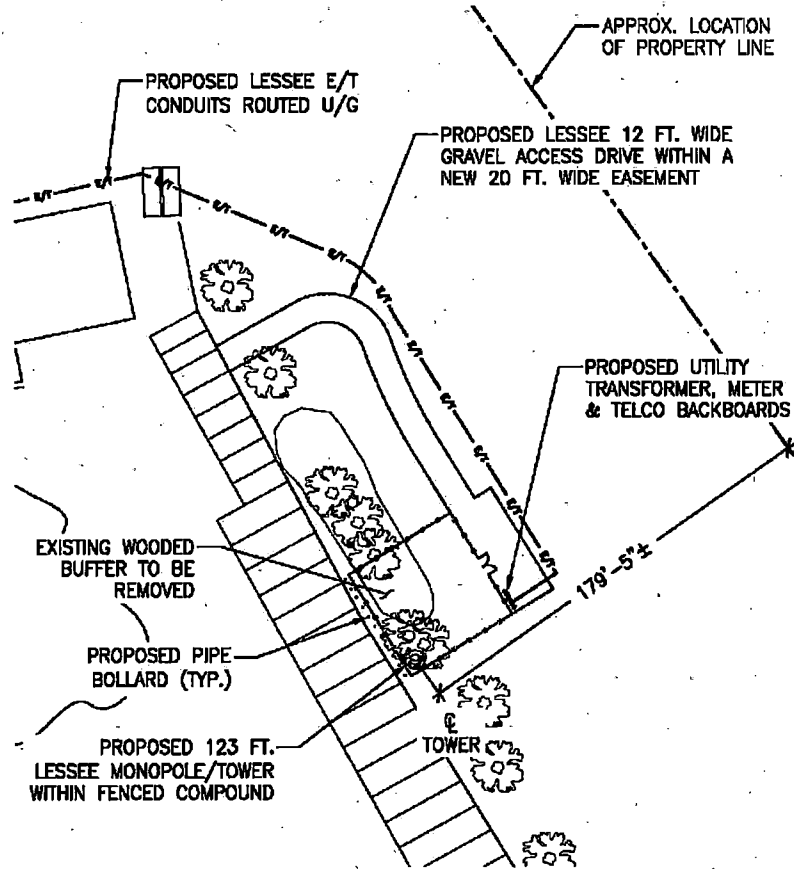 APPROX. LOCATION
OF PROPERTY LINE
PROPOSED LESSEE E/T
CONDUITS ROUTED U/G
PROPOSED LESSEE 12 FT. WIDE
GRAVEL ACCESS DRIVE WITHIN A
NEW 20 FT. WIDE EASEMENT
E/T
E/T
E/T
E/T
E/T
E/T
E/T
E/T
E/T
E/T
E/T
PROPOSED UTILITY
TRANSFORMER, METER
& TELCO BACKBOARDS
179'-5"±
EXISTING WOODED
BUFFER TO BE
REMOVED
PROPOSED PIPE
BOLLARD (TYP.)
℄
TOWER
PROPOSED 123 FT.
LESSEE MONOPOLE/TOWER
WITHIN FENCED COMPOUND